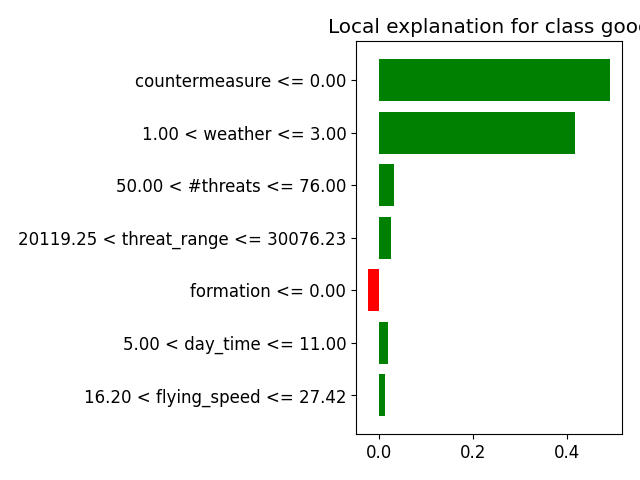 Local explanation for class good
countermeasure <= 0.00
1.00 < weather <= 3.00
50.00 < #threats <= 76.00
20119.25 < threat_range <= 30076.23
formation <= 0.00
5.00 < day_time <= 11.00
16.20 < flying_speed <= 27.42
0.0 0.2 0.4